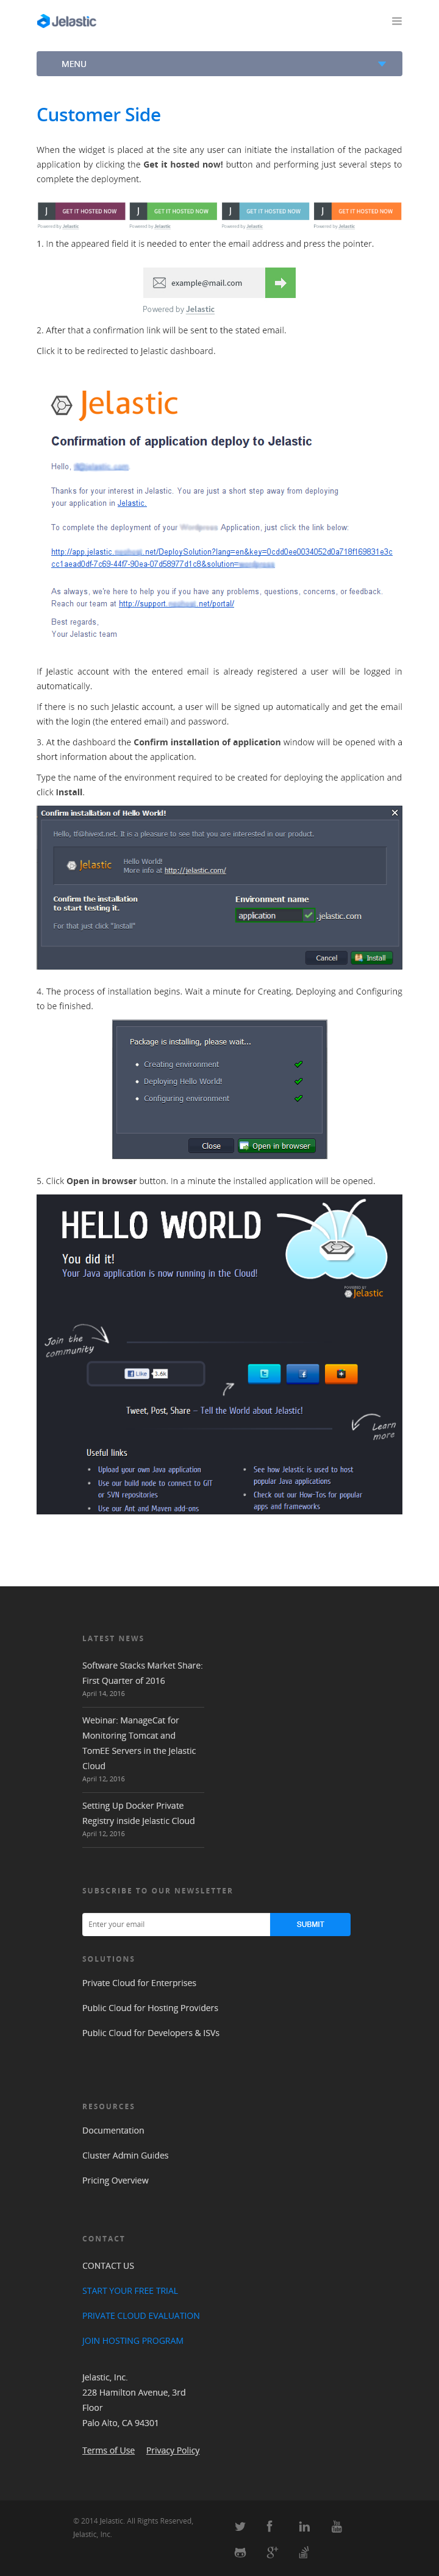 Jelastic
MENU
Customer Side
When the widget is placed at the site any user can initiate the installation of the packaged
application by clicking the Get it hosted now! button and performing just several steps to
complete the deployment.
J GET IT HOSTED NOW J GET IT HOSTED NOW J GET IT HOSTED NOW J GET IT HOSTED NOW
Powered by Jelastic Powered by Jelastic Powered by Jelastic Powered by Jelastic
1. In the appeared field it is needed to enter the email address and press the pointer.
example@mail.com
Powered by Jelastic
2. After that a confirmation link will be sent to the stated email.
Click it to be redirected to Jelastic dashboard.
Jelastic
Confirmation of application deploy to Jelastic
Hello,
Thanks for your interest in Jelastic. You are just a short step away from deploying
your application in Jelastic.
To complete the deployment of your Application, just click the link below:
http://app.jelastic. .net/DeploySolution?lang=en&key=0cdd0ee0034052d0a718f169831e3c
cc1aead0df-7c69-44f7-90ea-07d58977d1c8&solution=
As always, we're here to help you if you have any problems, questions, concerns, or feedback.
Reach our team at http://support. .net/portal/
Best regards,
Your Jelastic team
If Jelastic account with the entered email is already registered a user will be logged in
automatically.
If there is no such Jelastic account, a user will be signed up automatically and get the email
with the login (the entered email) and password.
3. At the dashboard the Confirm installation of application window will be opened with a
short information about the application.
Type the name of the environment required to be created for deploying the application and
click Install.
Confirm installation of Hello World!
Hello, tf@hivext.net. It is a pleasure to see that you are interested in our product.
Jelastic
Hello World!
More info at http://jelastic.com/
Confirm the installation
to start testing it.
For that just click "Install"
Environment name
application .jelastic.com
Cancel Install
4. The process of installation begins. Wait a minute for Creating, Deploying and Configuring
to be finished.
Package is installing, please wait...
Creating environment
Deploying Hello World!
Configuring environment
Close Open in browser
5. Click Open in browser button. In a minute the installed application will be opened.
HELLO WORLD
You did it!
Your Java application is now running in the Cloud!
POWERED BY
Jelastic
Join the
community
Like 3.6k
Tweet, Post, Share – Tell the World about Jelastic!
Learn
more
Useful links
Upload your own Java application
Use our build node to connect to GIT
or SVN repositories
Use our Ant and Maven add-ons
See how Jelastic is used to host
popular Java applications
Check out our How-Tos for popular
apps and frameworks
LATEST NEWS
Software Stacks Market Share:
First Quarter of 2016
April 14, 2016
Webinar: ManageCat for
Monitoring Tomcat and
TomEE Servers in the Jelastic
Cloud
April 12, 2016
Setting Up Docker Private
Registry inside Jelastic Cloud
April 12, 2016
SUBSCRIBE TO OUR NEWSLETTER
Enter your email SUBMIT
SOLUTIONS
Private Cloud for Enterprises
Public Cloud for Hosting Providers
Public Cloud for Developers & ISVs
RESOURCES
Documentation
Cluster Admin Guides
Pricing Overview
CONTACT
CONTACT US
START YOUR FREE TRIAL
PRIVATE CLOUD EVALUATION
JOIN HOSTING PROGRAM
Jelastic, Inc.
228 Hamilton Avenue, 3rd
Floor
Palo Alto, CA 94301
Terms of Use Privacy Policy
© 2014 Jelastic. All Rights Reserved,
Jelastic, Inc.